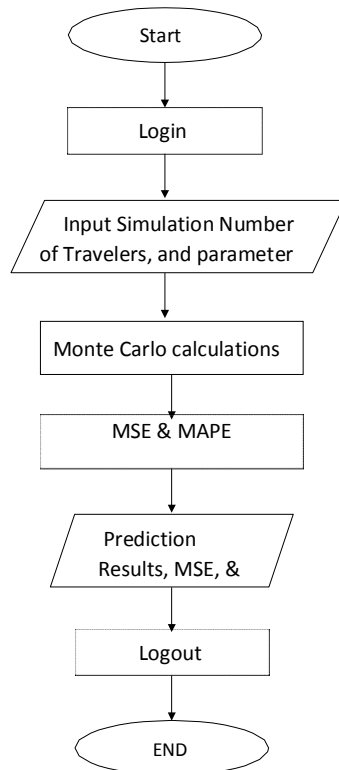 Start
Login
Input Simulation Number
of Travelers, and parameter
Monte Carlo calculations
MSE & MAPE
Prediction
Results, MSE, &
Logout
END